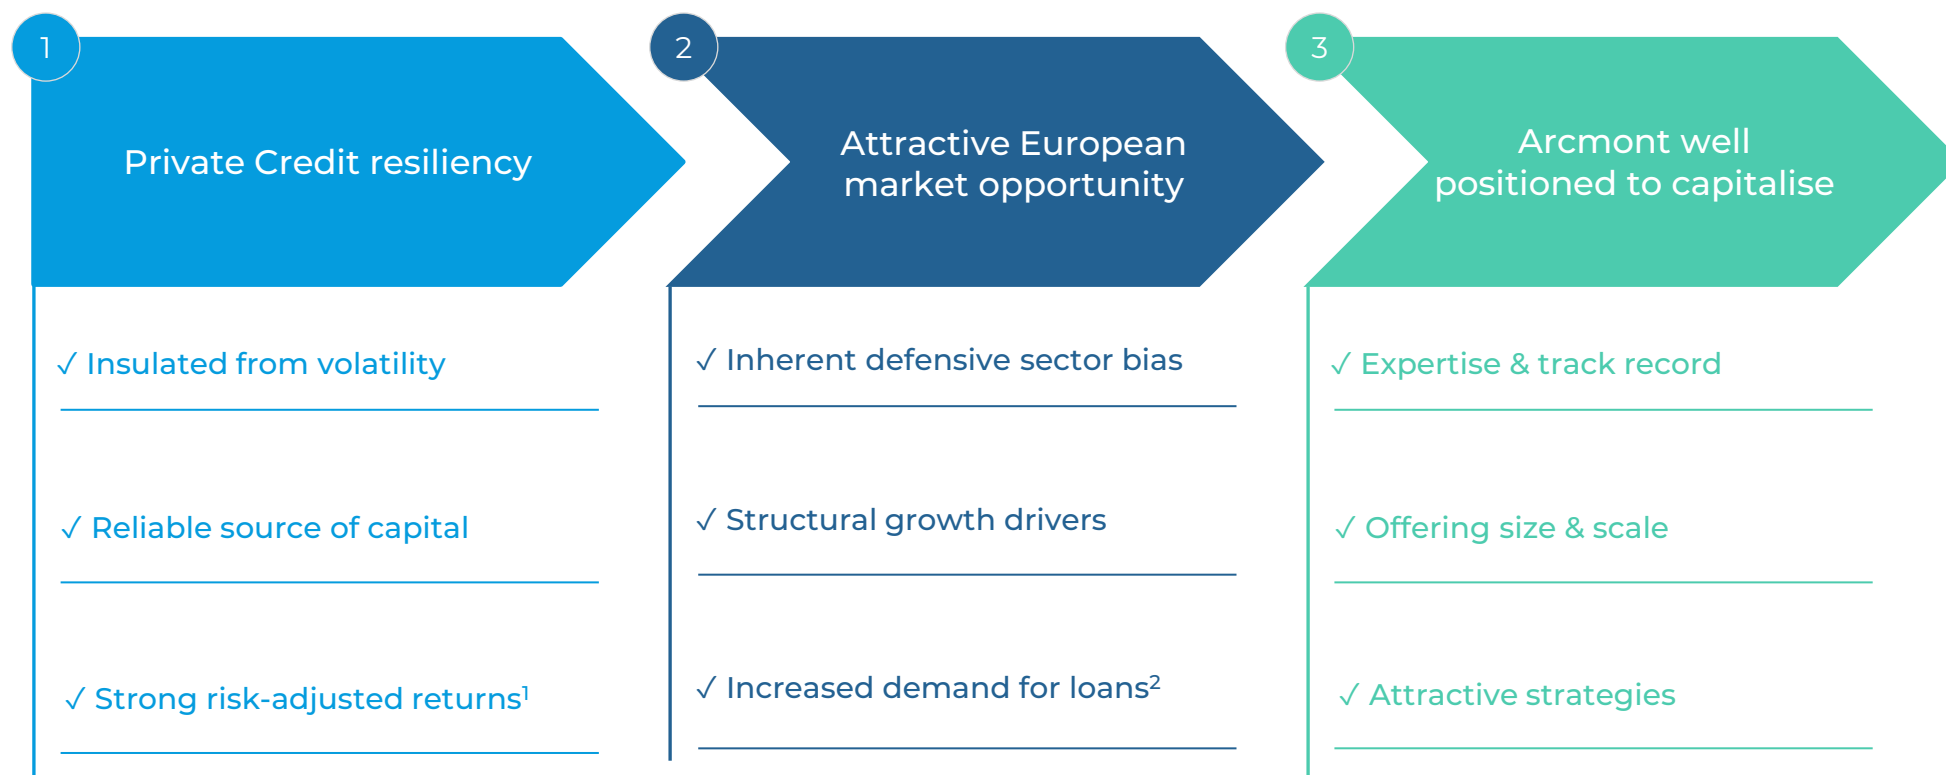 1
Private Credit resiliency
✓ Insulated from volatility
✓ Reliable source of capital
✓ Strong risk-adjusted returns¹
2
Attractive European
market opportunity
✓ Inherent defensive sector bias
✓ Structural growth drivers
✓ Increased demand for loans²
3
Arcmont well
positioned to capitalise
✓ Expertise & track record
✓ Offering size & scale
✓ Attractive strategies